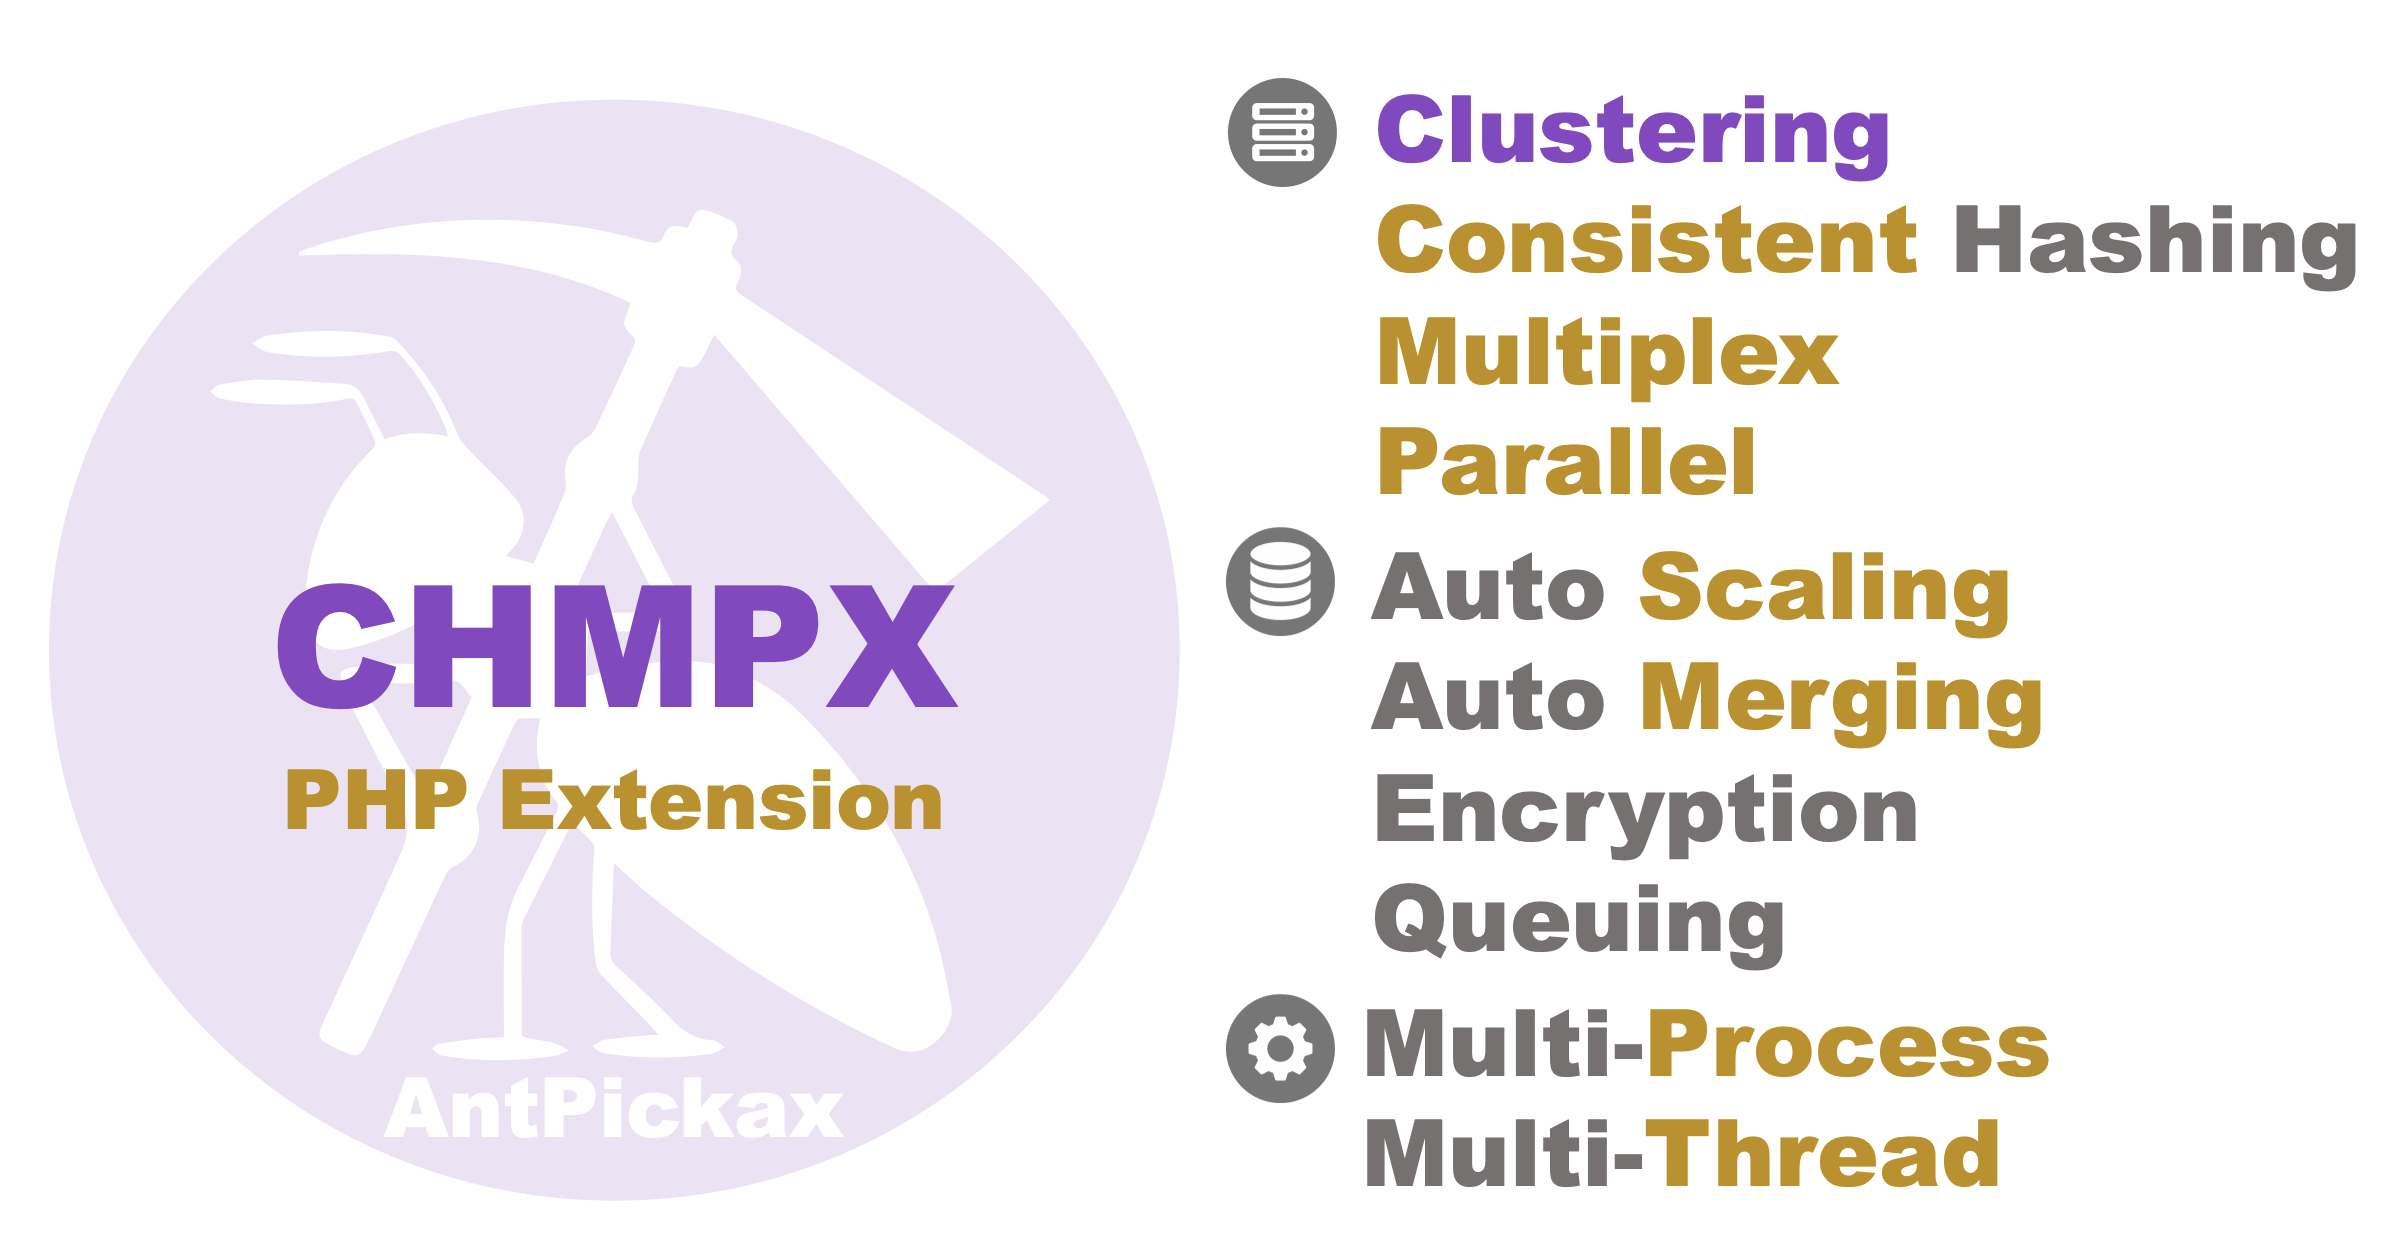 CHMPX
PHP Extension
AntPickax
Clustering
Consistent Hashing
Multiplex
Parallel
Auto Scaling
Auto Merging
Encryption
Queuing
Multi-Process
Multi-Thread